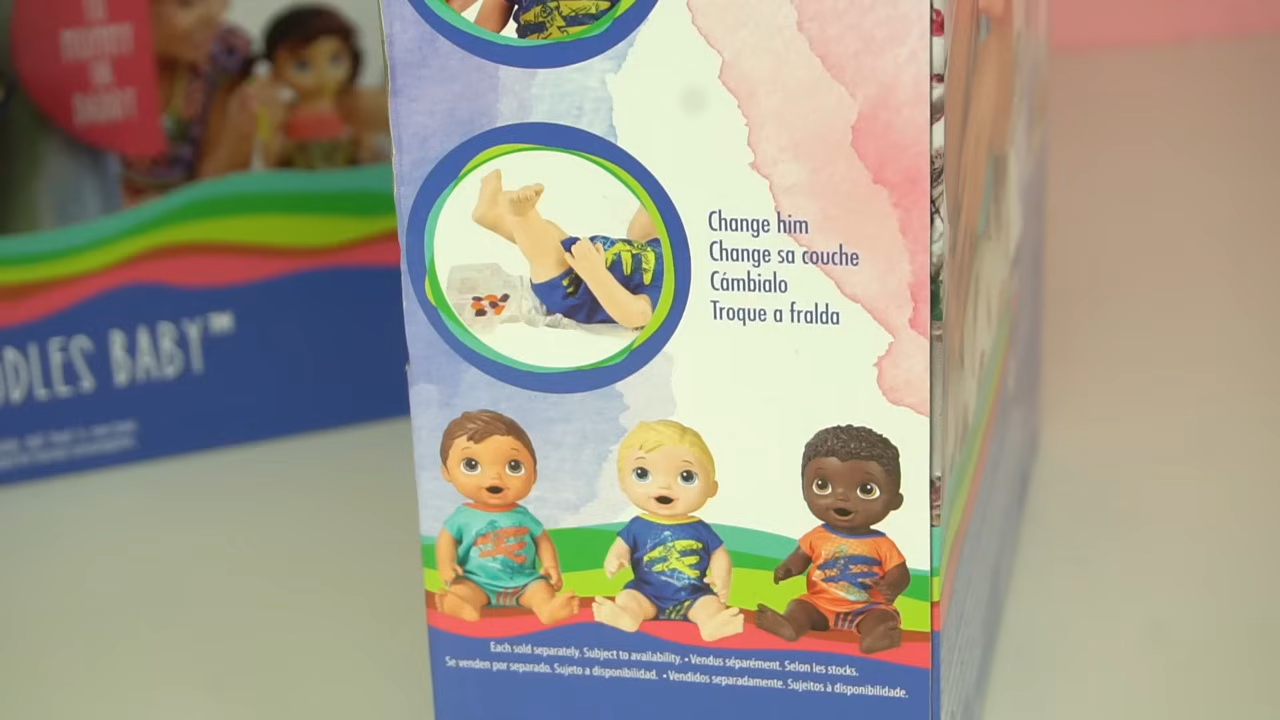 Change him
Change sa couche
Cámbialo
Troque a fralda
DLES BABY™
Each sold separately. Subject to availability. • Vendus séparément. Selon les stocks.
Se venden por separado. Sujeto a disponibilidad. • Vendidos separadamente. Sujeitos à disponibilidade.